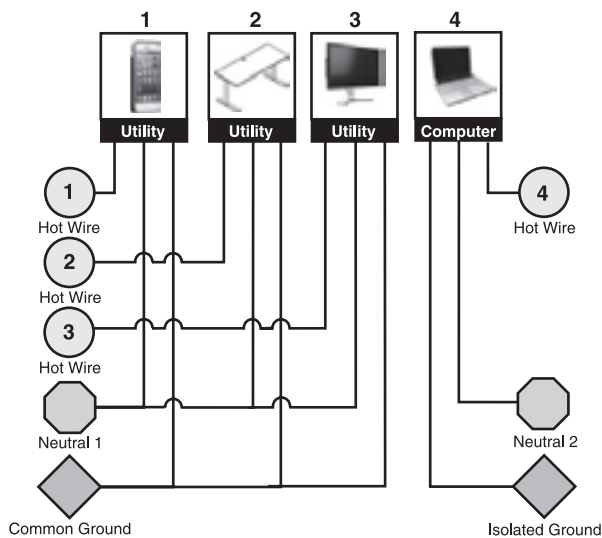 1 2 3 4
Utility Utility Utility Computer
1 4
Hot Wire Hot Wire
2
Hot Wire
3
Hot Wire
Neutral 1 Neutral 2
Common Ground Isolated Ground